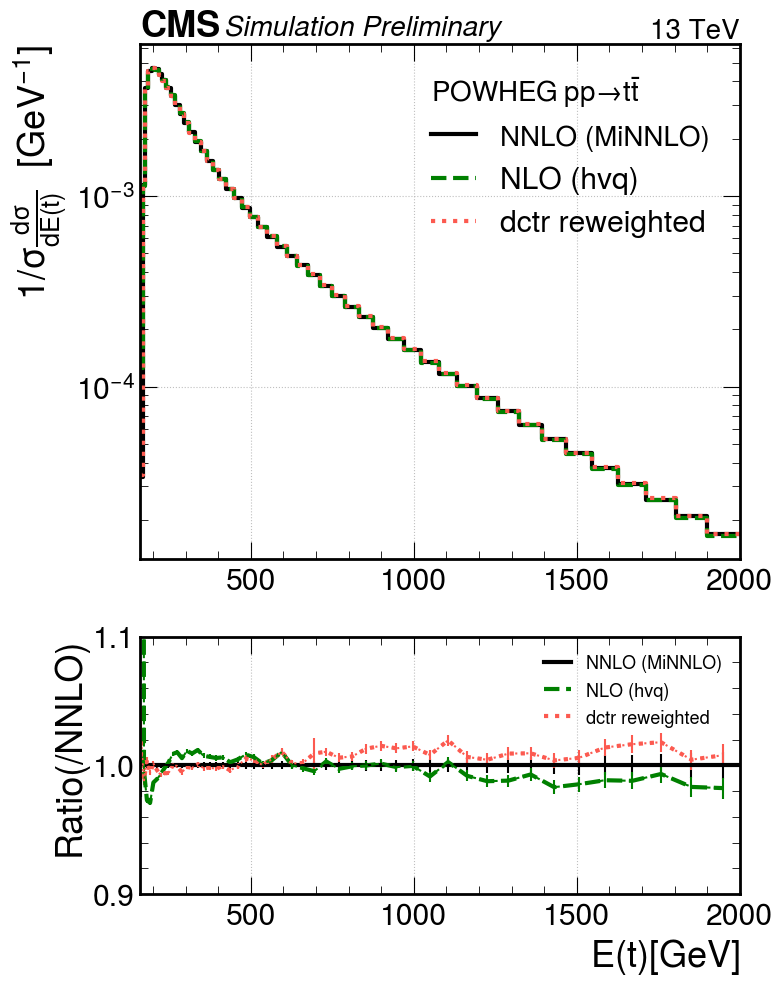 CMS Simulation Preliminary 13 TeV
1/σ dσ/dE(t) [GeV⁻¹]
POWHEG pp→tt̄
NNLO (MiNNLO)
NLO (hvq)
dctr reweighted
10⁻³
10⁻⁴
500 1000 1500 2000
Ratio(/NNLO)
1.1
1.0
0.9
NNLO (MiNNLO)
NLO (hvq)
dctr reweighted
500 1000 1500 2000
E(t)[GeV]